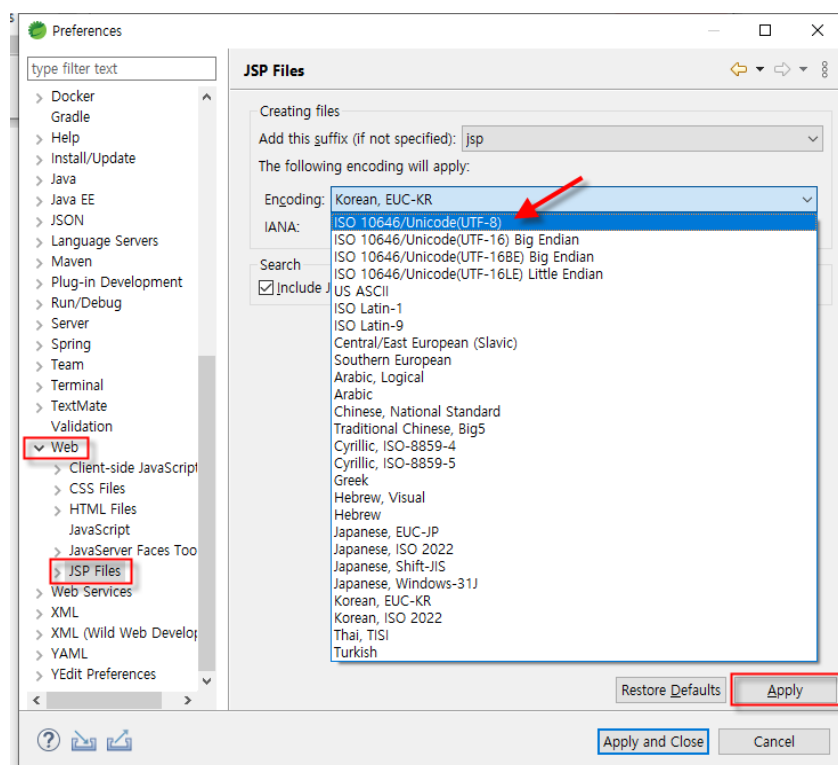 Preferences
type filter text
Docker
Gradle
Help
Install/Update
Java
Java EE
JSON
Language Servers
Maven
Plug-in Development
Run/Debug
Server
Spring
Team
Terminal
TextMate
Validation
Web
Client-side JavaScript
CSS Files
HTML Files
JavaScript
JavaServer Faces Too
JSP Files
Web Services
XML
XML (Wild Web Develop
YAML
YEdit Preferences
JSP Files
Creating files
Add this suffix (if not specified): jsp
The following encoding will apply:
Encoding: Korean, EUC-KR
IANA:
Search
Include J
ISO 10646/Unicode(UTF-8)
ISO 10646/Unicode(UTF-16) Big Endian
ISO 10646/Unicode(UTF-16BE) Big Endian
ISO 10646/Unicode(UTF-16LE) Little Endian
US ASCII
ISO Latin-1
ISO Latin-9
Central/East European (Slavic)
Southern European
Arabic, Logical
Arabic
Chinese, National Standard
Traditional Chinese, Big5
Cyrillic, ISO-8859-4
Cyrillic, ISO-8859-5
Greek
Hebrew, Visual
Hebrew
Japanese, EUC-JP
Japanese, ISO 2022
Japanese, Shift-JIS
Japanese, Windows-31J
Korean, EUC-KR
Korean, ISO 2022
Thai, TISI
Turkish
Restore Defaults
Apply
Apply and Close
Cancel